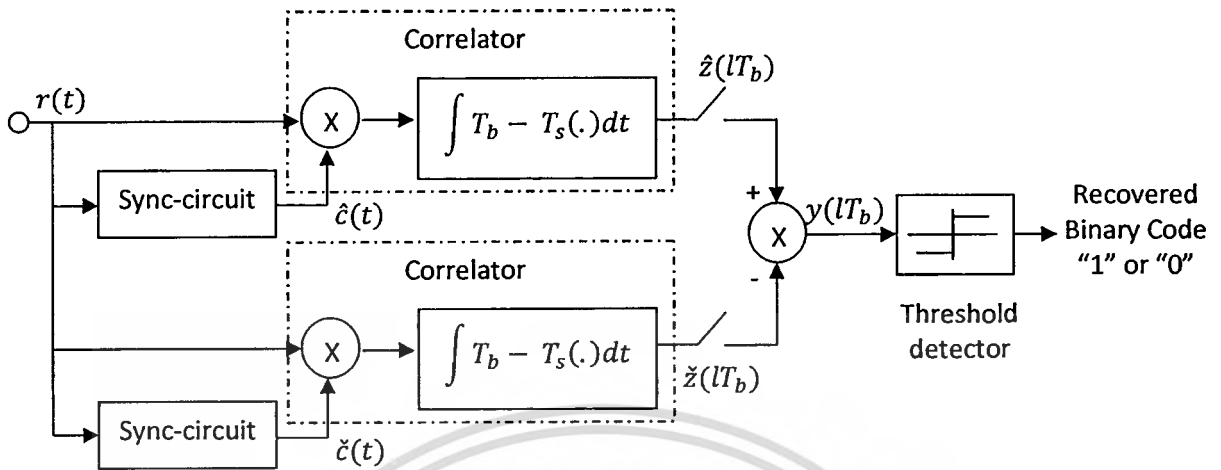 Correlator
r(t)
X
∫ T_b − T_s(.)dt
ẑ(lT_b)
Sync-circuit
ĉ(t)
+
X
y(lT_b)
-
Recovered
Binary Code
“1” or “0”
Threshold
detector
Correlator
X
∫ T_b − T_s(.)dt
ž(lT_b)
Sync-circuit
č(t)